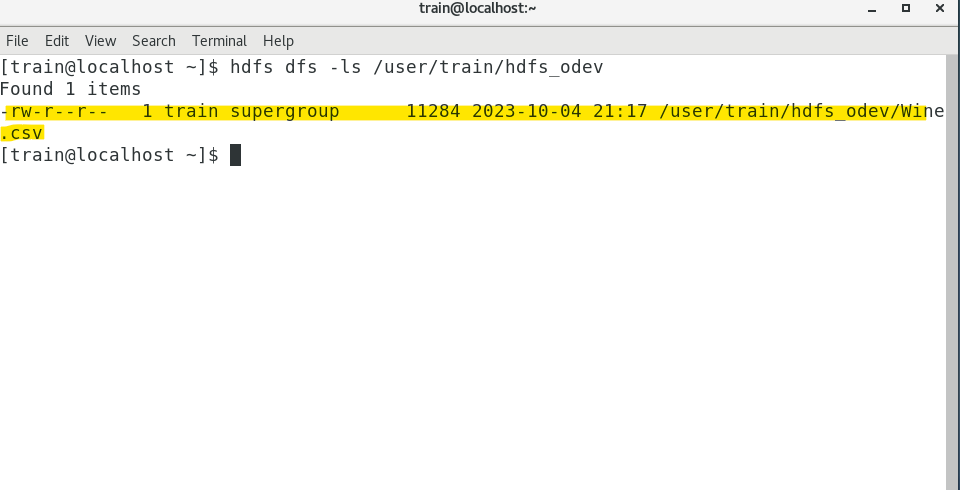 train@localhost:~
File Edit View Search Terminal Help
[train@localhost ~]$ hdfs dfs -ls /user/train/hdfs_odev
Found 1 items
-rw-r--r--   1 train supergroup      11284 2023-10-04 21:17 /user/train/hdfs_odev/Wine
.csv
[train@localhost ~]$